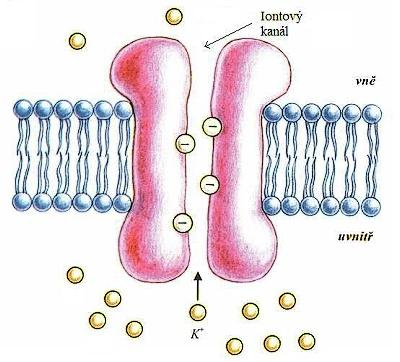 Iontový
kanál
vně
−
−
−
−
uvnitř
K⁺